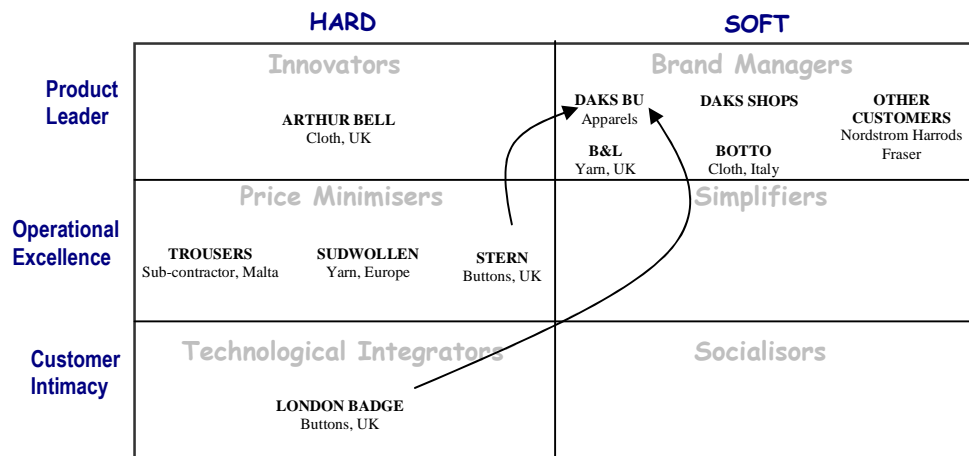 HARD
SOFT
Product
Leader
Innovators
ARTHUR BELL
Cloth, UK
Brand Managers
DAKS BU
Apparels
DAKS SHOPS
OTHER
CUSTOMERS
Nordstrom Harrods
Fraser
B&L
Yarn, UK
BOTTO
Cloth, Italy
Operational
Excellence
Price Minimisers
TROUSERS
Sub-contractor, Malta
SUDWOLLEN
Yarn, Europe
STERN
Buttons, UK
Simplifiers
Customer
Intimacy
Technological Integrators
LONDON BADGE
Buttons, UK
Socialisors